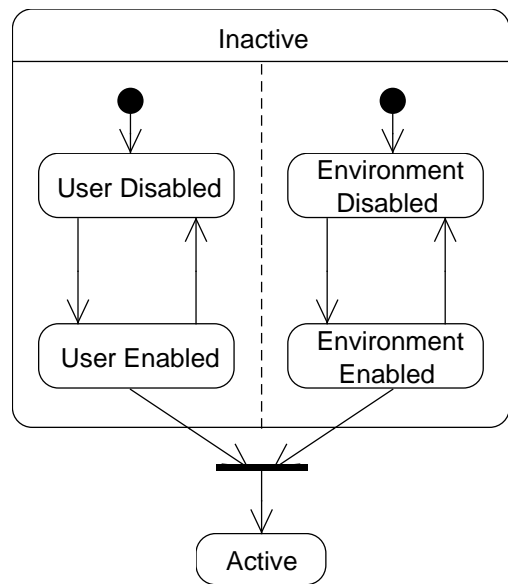 Inactive
User Disabled
Environment
Disabled
User Enabled
Environment
Enabled
Active